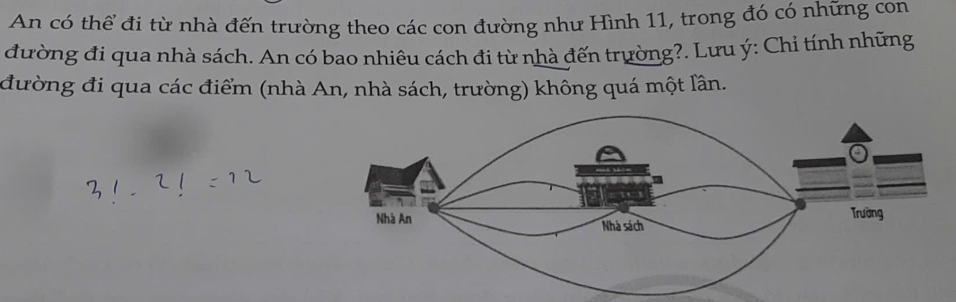 An có thể đi từ nhà đến trường theo các con đường như Hình 11, trong đó có những con
đường đi qua nhà sách. An có bao nhiêu cách đi từ nhà đến trường?. Lưu ý: Chỉ tính những
đường đi qua các điểm (nhà An, nhà sách, trường) không quá một lần.
3! . 2! = 12
Nhà An
Nhà sách
Trường